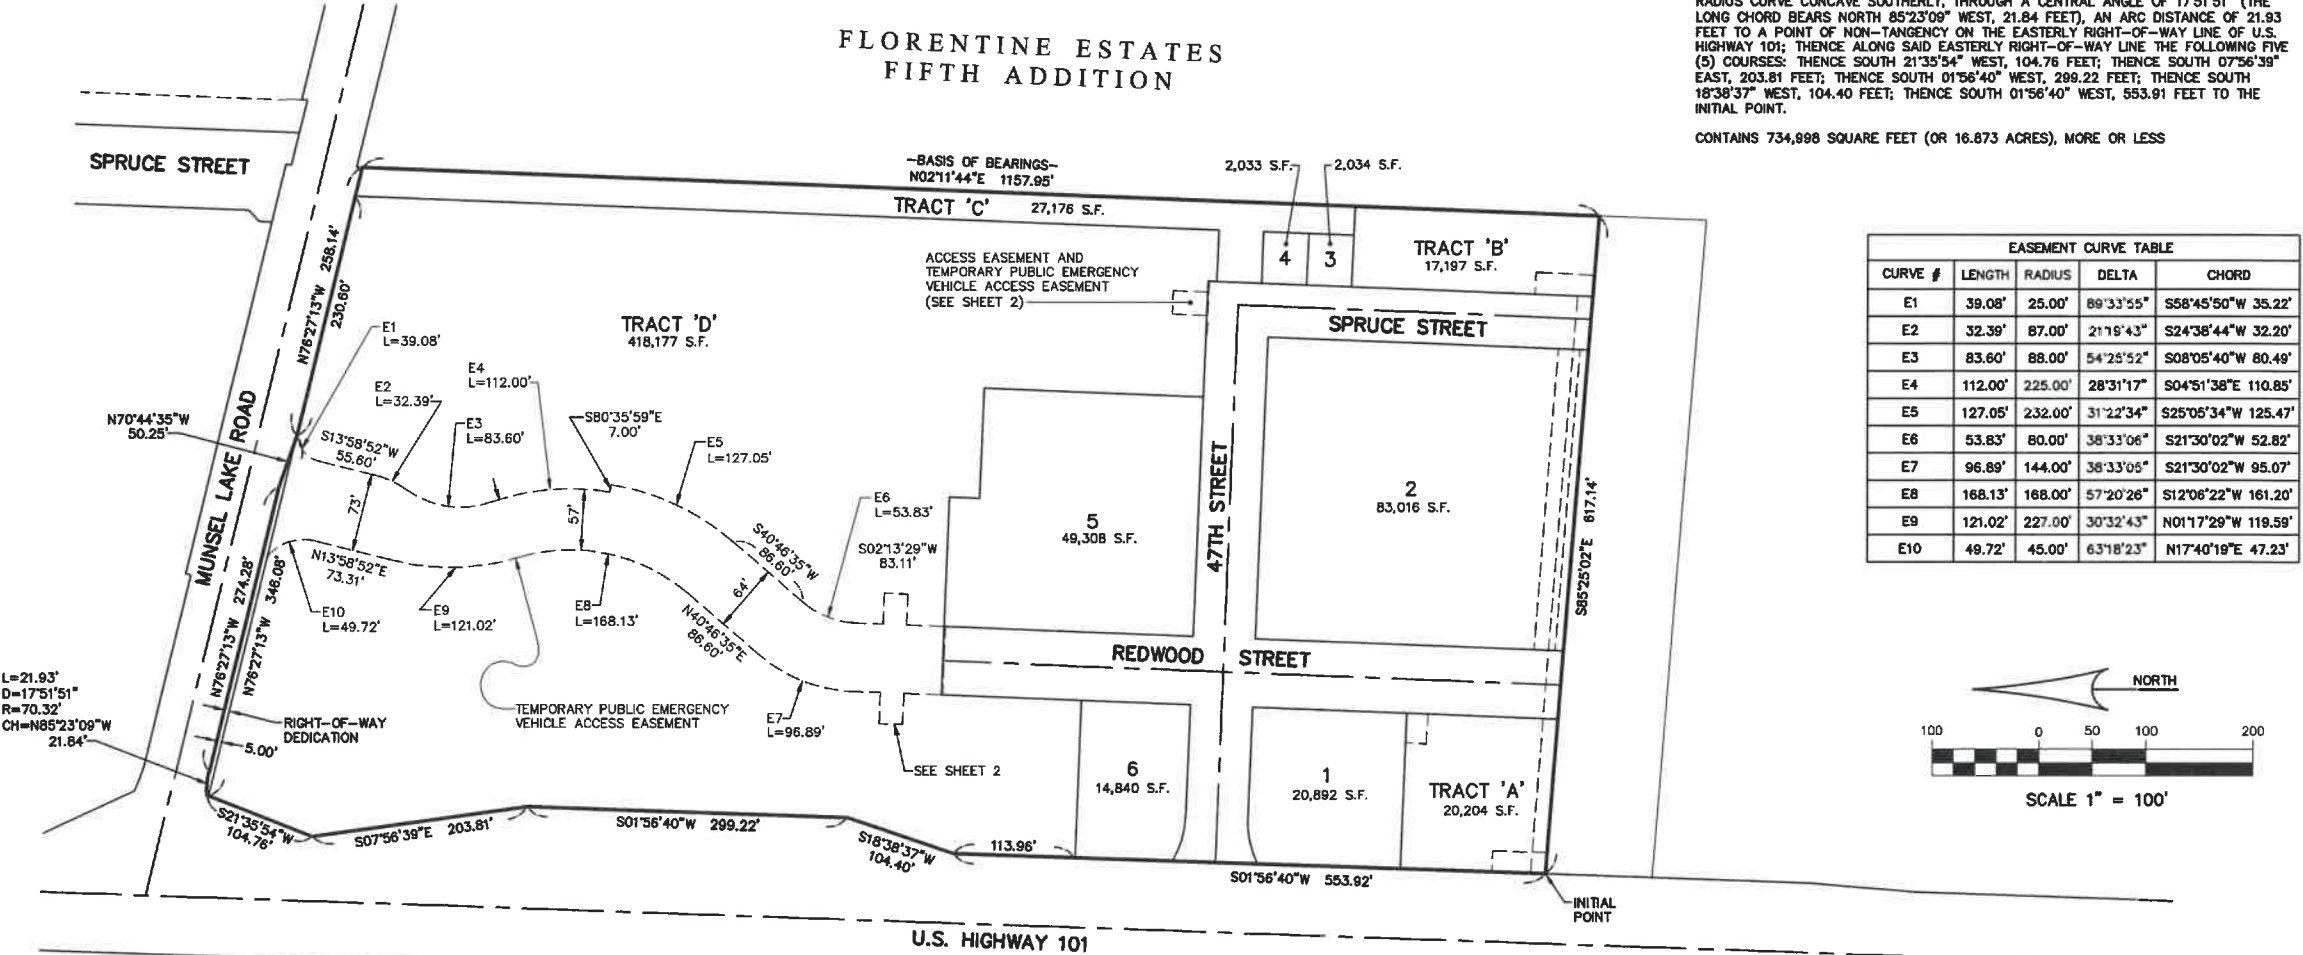 FLORENTINE ESTATES
FIFTH ADDITION
LONG CHORD BEARS NORTH 85°23'09" WEST, 21.84 FEET), AN ARC DISTANCE OF 21.93
FEET TO A POINT OF NON-TANGENCY ON THE EASTERLY RIGHT-OF-WAY LINE OF U.S.
HIGHWAY 101; THENCE ALONG SAID EASTERLY RIGHT-OF-WAY LINE THE FOLLOWING FIVE
(5) COURSES: THENCE SOUTH 21°35'54" WEST, 104.76 FEET; THENCE SOUTH 07°56'39"
EAST, 203.81 FEET; THENCE SOUTH 01°56'40" WEST, 299.22 FEET; THENCE SOUTH
18°38'37" WEST, 104.40 FEET; THENCE SOUTH 01°56'40" WEST, 553.91 FEET TO THE
INITIAL POINT.
CONTAINS 734,998 SQUARE FEET (OR 16.873 ACRES), MORE OR LESS
SPRUCE STREET
-BASIS OF BEARINGS-
N02°11'44"E 1157.95'
TRACT 'C' 27,176 S.F.
2,033 S.F.
2,034 S.F.
4
3
TRACT 'B'
17,197 S.F.
ACCESS EASEMENT AND
TEMPORARY PUBLIC EMERGENCY
VEHICLE ACCESS EASEMENT
(SEE SHEET 2)
SPRUCE STREET
TRACT 'D'
418,177 S.F.
N76°27'13"W 258.14'
230.60'
E1
L=39.08'
E2
L=32.39'
E3
L=83.60'
E4
L=112.00'
S80°35'59"E
7.00'
E5
L=127.05'
E6
L=53.83'
S02°13'29"W
83.11'
N70°44'35"W
50.25'
S13°58'52"W
55.60'
73'
57'
64'
S40°46'35"W
86.60'
N40°46'35"E
86.60'
N13°58'52"E
73.31'
E10
L=49.72'
E9
L=121.02'
E8
L=168.13'
E7
L=96.89'
MUNSEL LAKE ROAD
N76°27'13"W 274.28'
N76°27'13"W 346.08'
L=21.93'
D=17°51'51"
R=70.32'
CH=N85°23'09"W
21.84'
RIGHT-OF-WAY
DEDICATION
5.00'
TEMPORARY PUBLIC EMERGENCY
VEHICLE ACCESS EASEMENT
SEE SHEET 2
5
49,308 S.F.
47TH STREET
2
83,016 S.F.
S85°25'02"E 617.14'
REDWOOD STREET
6
14,840 S.F.
1
20,892 S.F.
TRACT 'A'
20,204 S.F.
S21°35'54"W
104.76'
S07°56'39"E 203.81'
S01°56'40"W 299.22'
S18°38'37"W
104.40'
113.96'
S01°56'40"W 553.92'
INITIAL
POINT
U.S. HIGHWAY 101
EASEMENT CURVE TABLE
CURVE # LENGTH RADIUS DELTA CHORD
E1 39.08' 25.00' 89°33'55" S58°45'50"W 35.22'
E2 32.39' 87.00' 21°19'43" S24°38'44"W 32.20'
E3 83.60' 88.00' 54°25'52" S08°05'40"W 80.49'
E4 112.00' 225.00' 28°31'17" S04°51'38"E 110.85'
E5 127.05' 232.00' 31°22'34" S25°05'34"W 125.47'
E6 53.83' 80.00' 38°33'06" S21°30'02"W 52.82'
E7 96.89' 144.00' 38°33'05" S21°30'02"W 95.07'
E8 168.13' 168.00' 57°20'26" S12°06'22"W 161.20'
E9 121.02' 227.00' 30°32'43" N01°17'29"W 119.59'
E10 49.72' 45.00' 63°18'23" N17°40'19"E 47.23'
NORTH
100 0 50 100 200
SCALE 1" = 100'